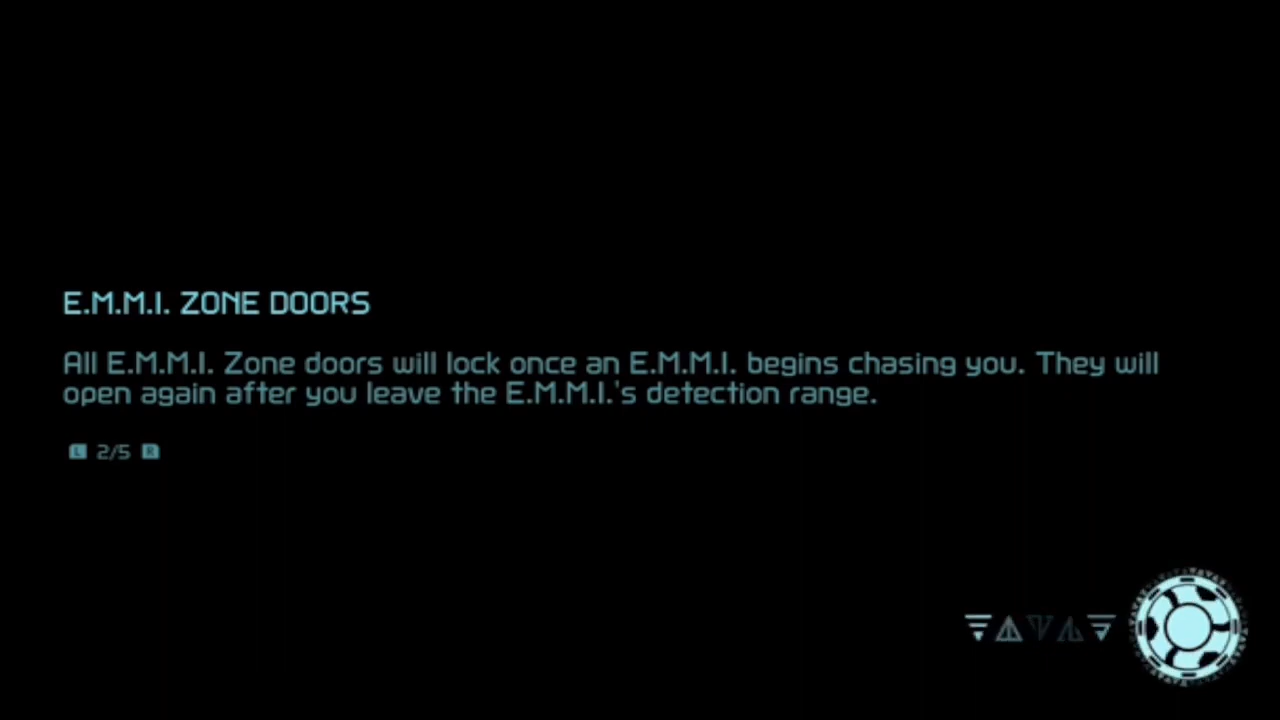 E.M.M.I. ZONE DOORS
All E.M.M.I. Zone doors will lock once an E.M.M.I. begins chasing you. They will
open again after you leave the E.M.M.I.'s detection range.
L 2/5 R